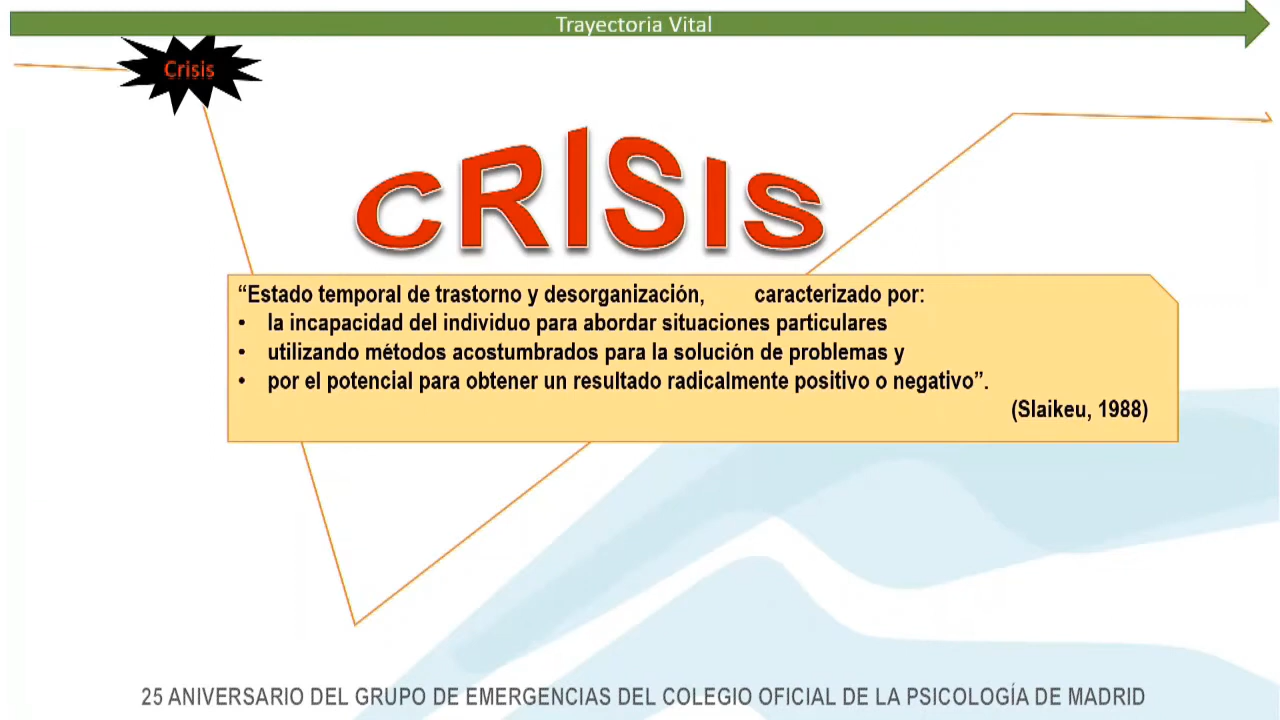 Trayectoria Vital
Crisis
CRISIS
“Estado temporal de trastorno y desorganización, caracterizado por:
• la incapacidad del individuo para abordar situaciones particulares
• utilizando métodos acostumbrados para la solución de problemas y
• por el potencial para obtener un resultado radicalmente positivo o negativo”.
(Slaikeu, 1988)
25 ANIVERSARIO DEL GRUPO DE EMERGENCIAS DEL COLEGIO OFICIAL DE LA PSICOLOGÍA DE MADRID